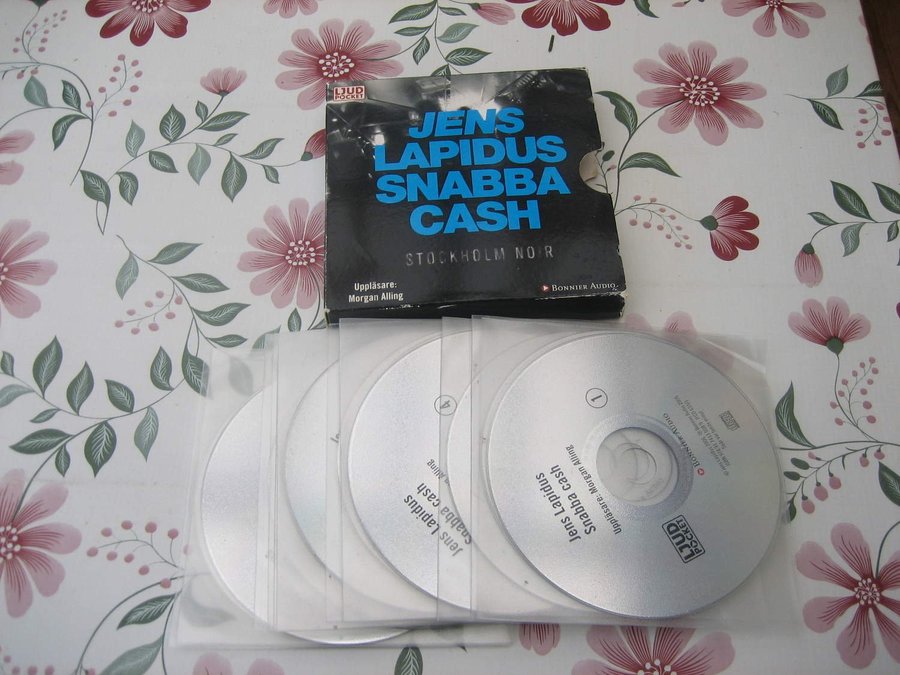 LJUD
POCKET
JENS
LAPIDUS
SNABBA
CASH
STOCKHOLM NOIR
Uppläsare:
Morgan Alling
BONNIER AUDIO
1
BONNIER AUDIO
Jens Lapidus
Snabba cash
Uppläsare: Morgan Alling
LJUD
POCKET
4
Alling
Jens Lapidus
Snabba cash